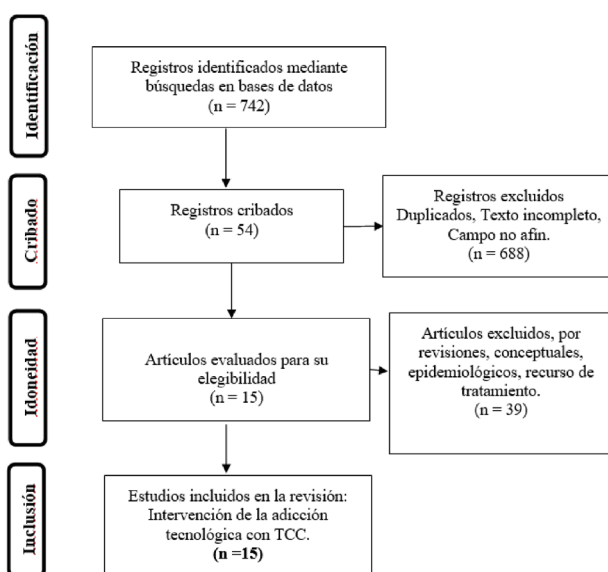 Identificación
Registros identificados mediante
búsquedas en bases de datos
(n = 742)
Cribado
Registros cribados
(n = 54)
Registros excluidos
Duplicados, Texto incompleto,
Campo no afin.
(n = 688)
Idoneidad
Artículos evaluados para su
elegibilidad
(n = 15)
Artículos excluidos, por
revisiones, conceptuales,
epidemiológicos, recurso de
tratamiento.
(n = 39)
Inclusión
Estudios incluidos en la revisión:
Intervención de la adicción
tecnológica con TCC.
(n =15)